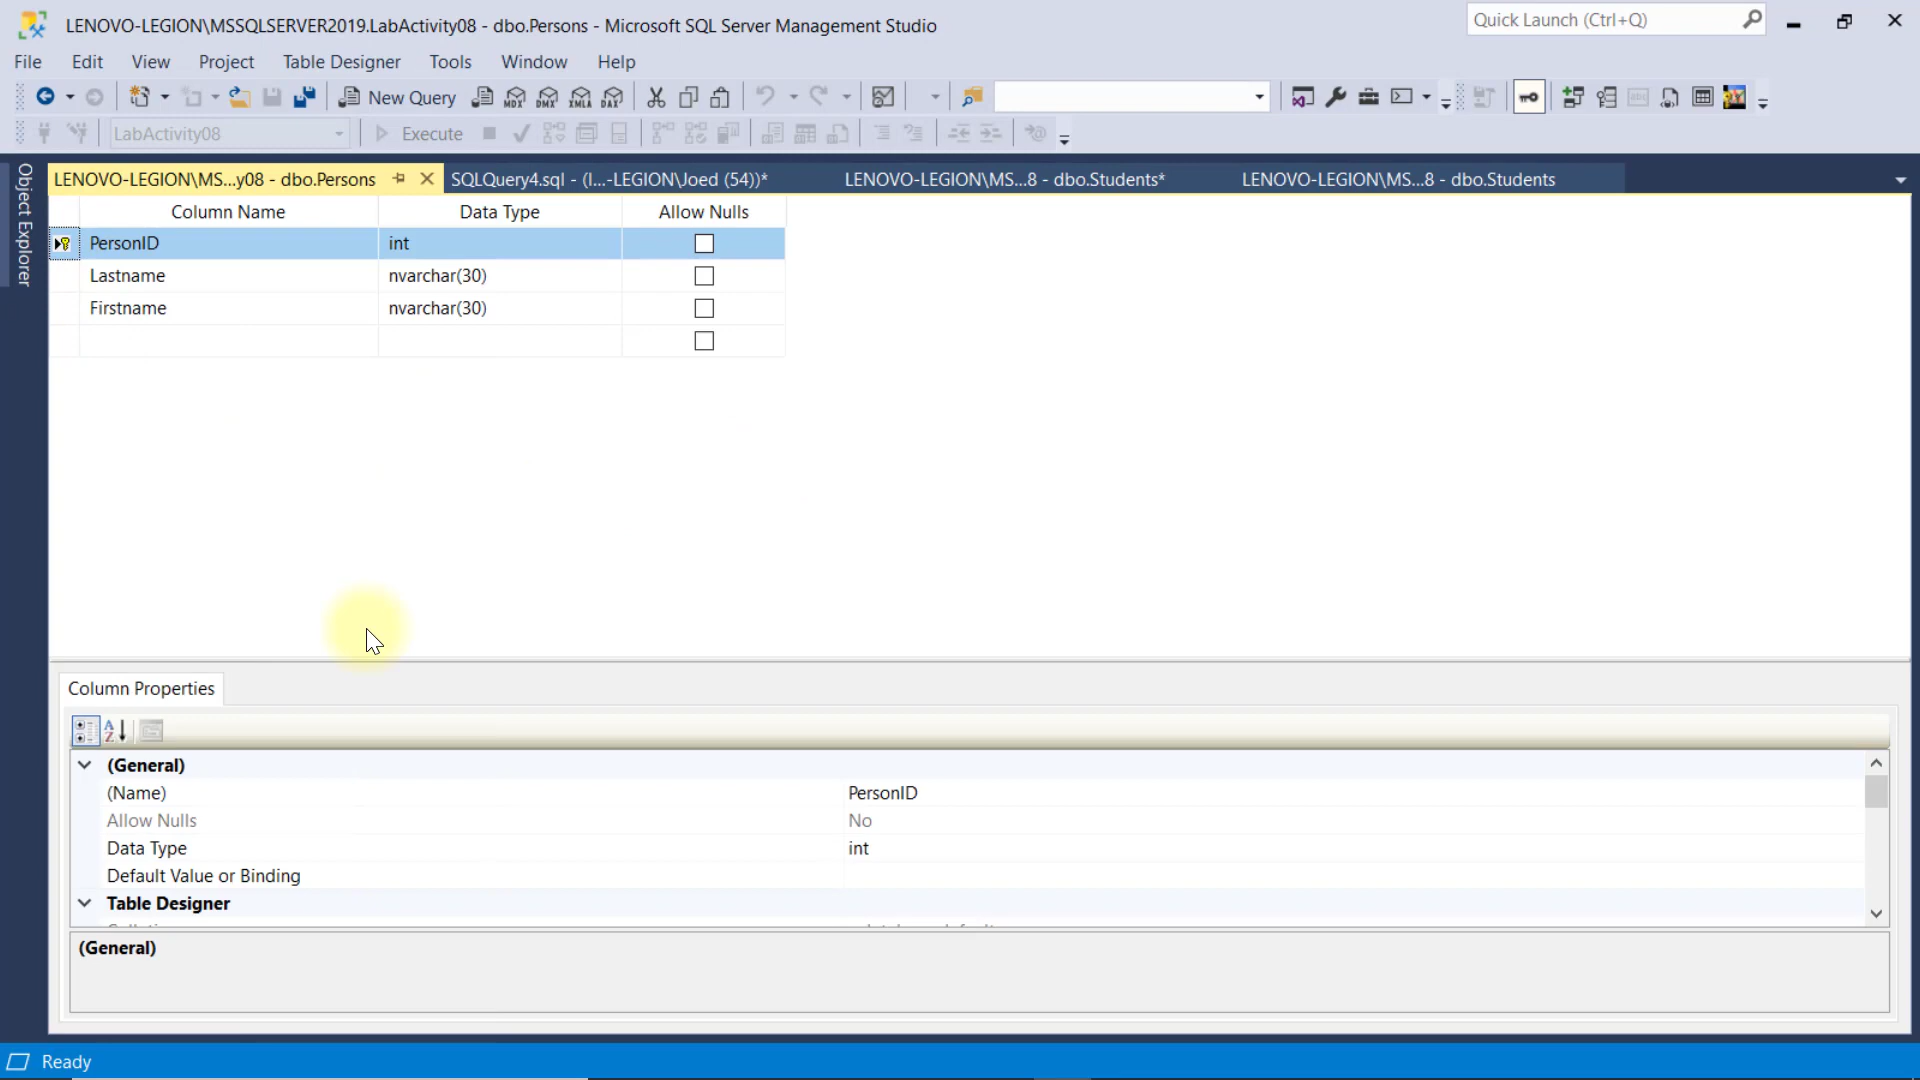 LENOVO-LEGION\MSSQLSERVER2019.LabActivity08 - dbo.Persons - Microsoft SQL Server Management Studio
Quick Launch (Ctrl+Q)
File Edit View Project Table Designer Tools Window Help
New Query MDX DMX XMLA DAX
LabActivity08 Execute
Object Explorer
LENOVO-LEGION\MS...y08 - dbo.Persons SQLQuery4.sql - (l...-LEGION\Joed (54))* LENOVO-LEGION\MS...8 - dbo.Students* LENOVO-LEGION\MS...8 - dbo.Students
Column Name Data Type Allow Nulls
PersonID int
Lastname nvarchar(30)
Firstname nvarchar(30)
Column Properties
(General)
(Name) PersonID
Allow Nulls No
Data Type int
Default Value or Binding
Table Designer
(General)
Ready